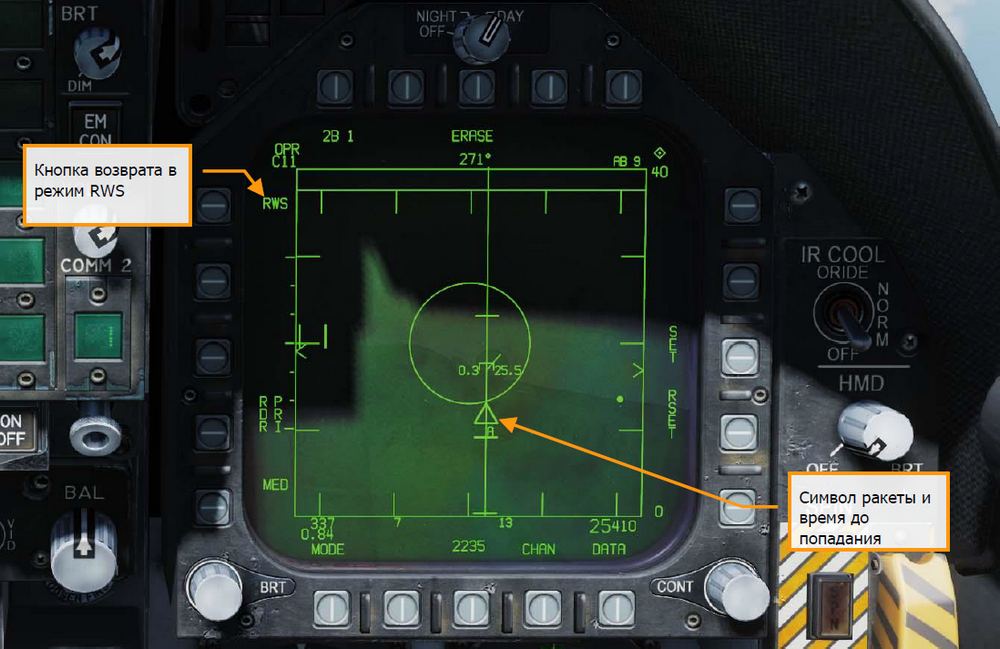 BRT
DIM
EM
CON
NIGHT
DAY
OFF
Кнопка возврата в
режим RWS
COMM 2
2B 1
ERASE
OPR
C11
271°
AB 9
40
RWS
0.3
25.5
SET
RSET
PDI
RRR
MED
A
0
337
0.84
7
13
25410
MODE
2235
CHAN
DATA
IR COOL
ORIDE
NORM
OFF
HMD
OFF
BRT
Символ ракеты и
время до
попадания
ON
OFF
BAL
BRT
CONT
SPIN